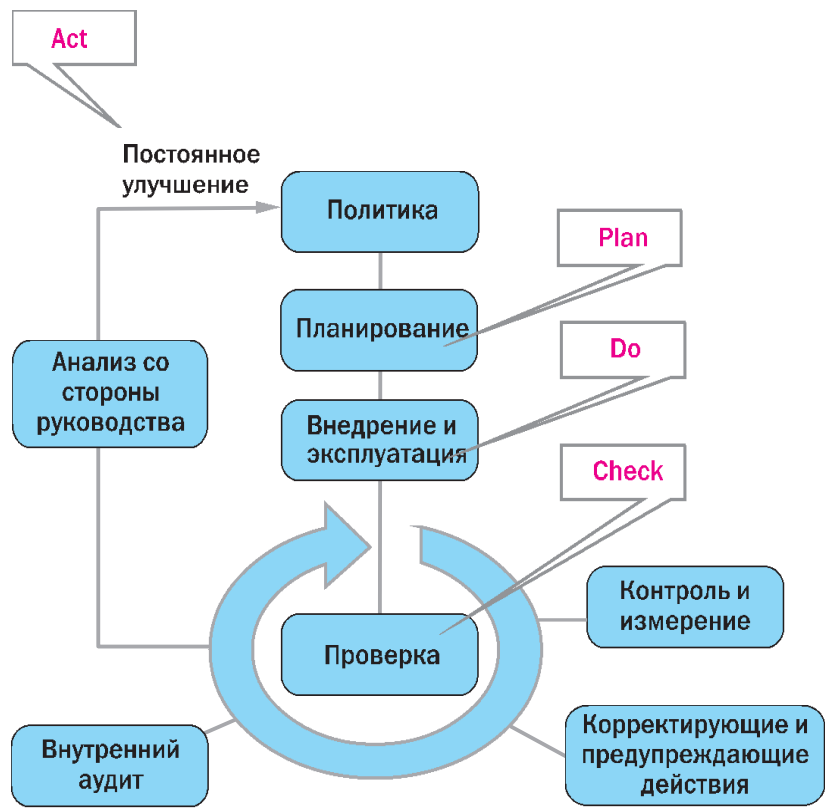 Act
Постоянное
улучшение
Политика
Plan
Планирование
Do
Анализ со
стороны
руководства
Внедрение и
эксплуатация
Check
Контроль и
измерение
Проверка
Внутренний
аудит
Корректирующие и
предупреждающие
действия